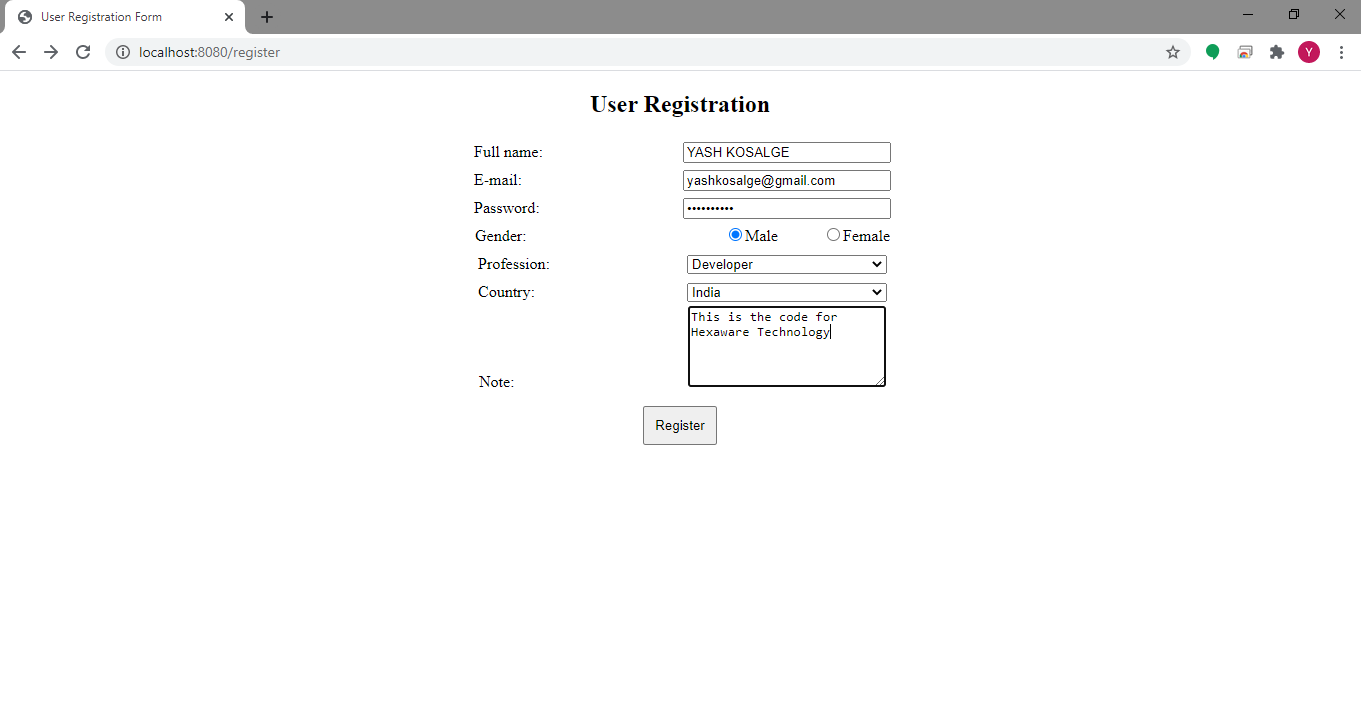 User Registration Form
localhost:8080/register
Y
User Registration
Full name: YASH KOSALGE
E-mail: yashkosalge@gmail.com
Password: ••••••••••
Gender: Male Female
Profession: Developer
Country: India
This is the code for
Hexaware Technology
Note:
Register